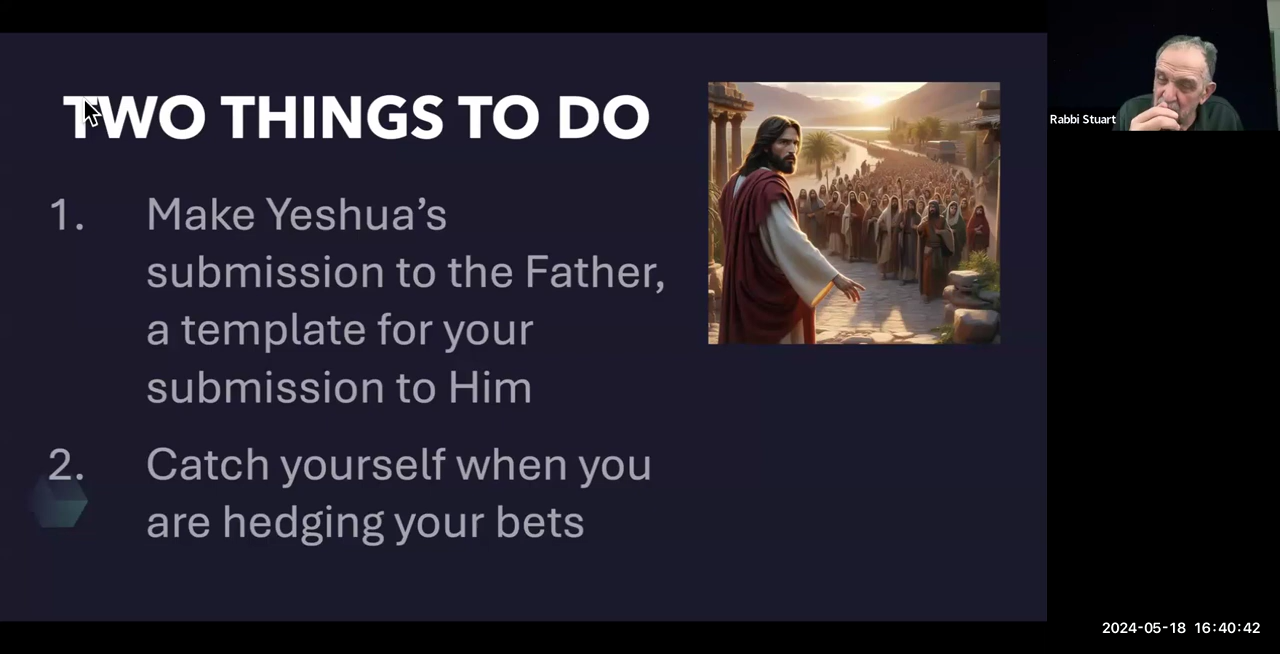 TWO THINGS TO DO
1. Make Yeshua’s
submission to the Father,
a template for your
submission to Him
2. Catch yourself when you
are hedging your bets
Rabbi Stuart
2024-05-18 16:40:42